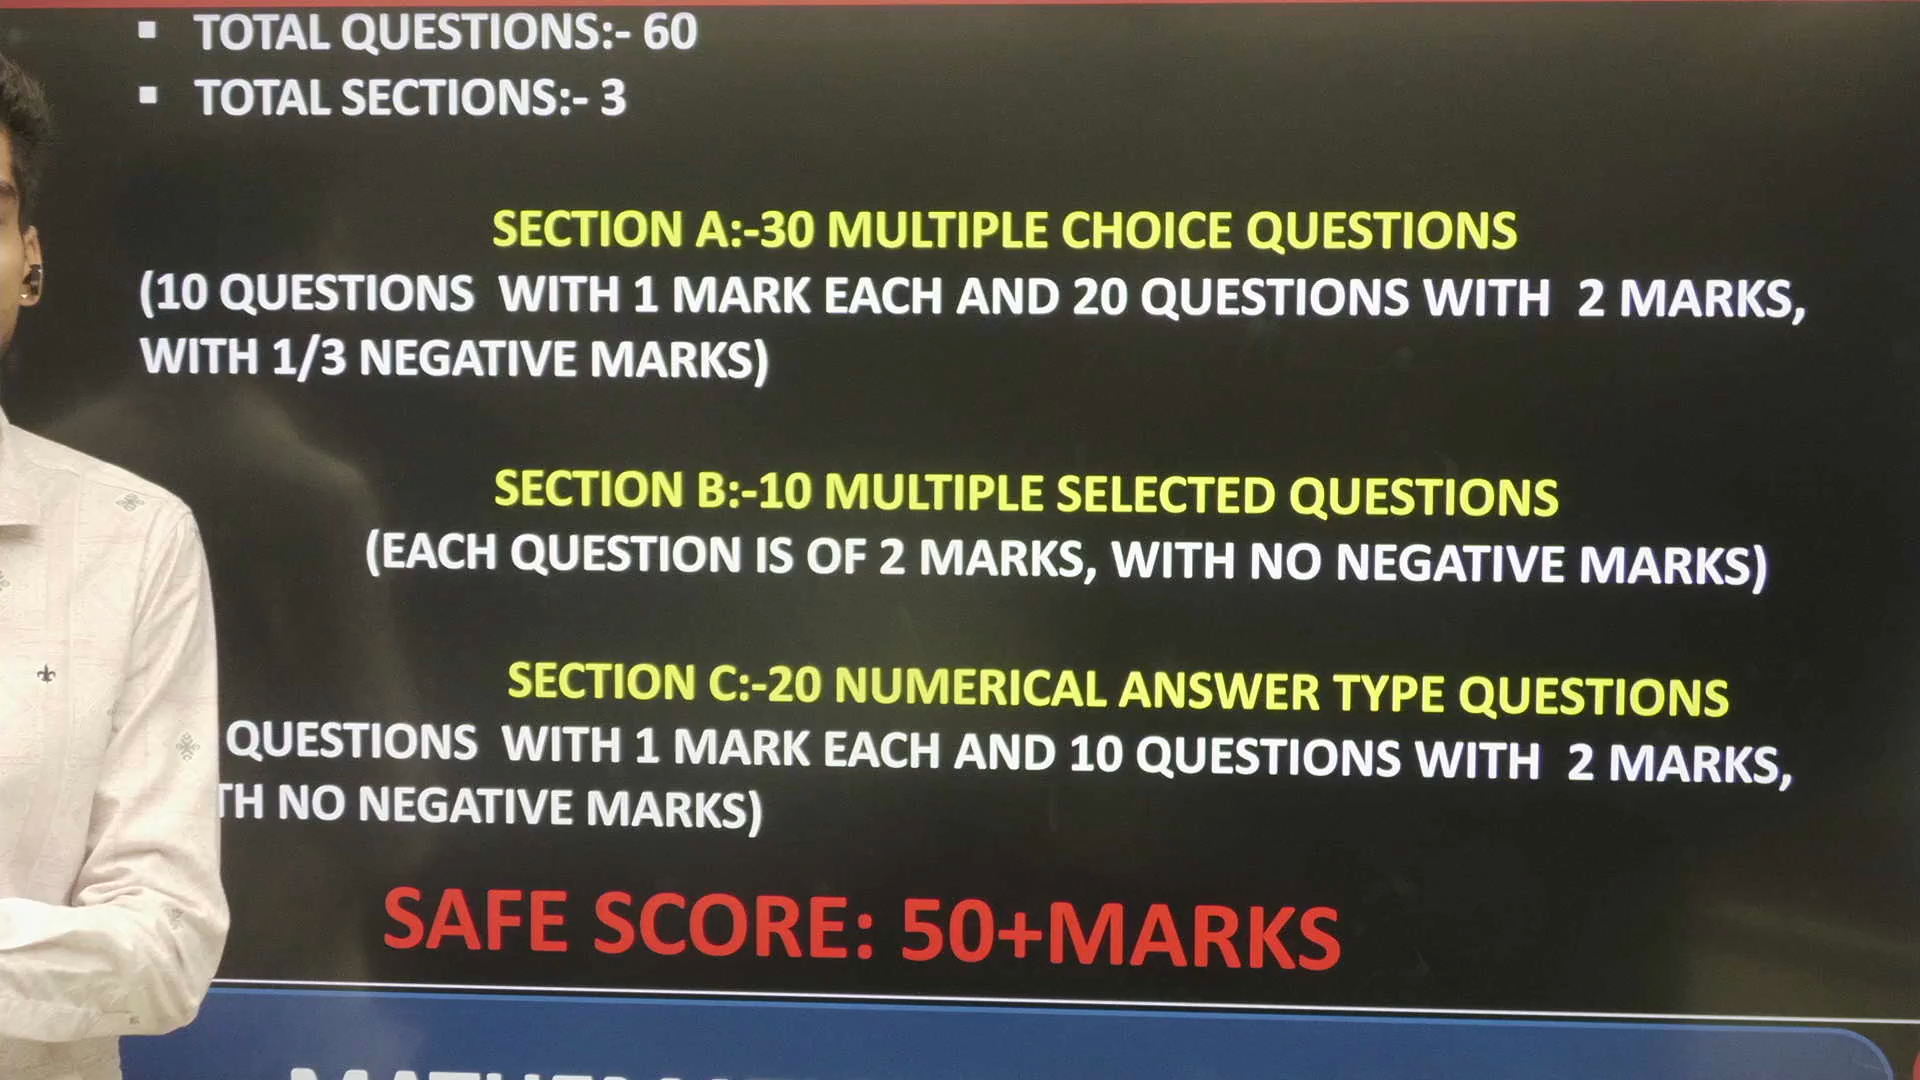 ▪ TOTAL QUESTIONS:- 60
▪ TOTAL SECTIONS:- 3
SECTION A:-30 MULTIPLE CHOICE QUESTIONS
(10 QUESTIONS WITH 1 MARK EACH AND 20 QUESTIONS WITH 2 MARKS,
WITH 1/3 NEGATIVE MARKS)
SECTION B:-10 MULTIPLE SELECTED QUESTIONS
(EACH QUESTION IS OF 2 MARKS, WITH NO NEGATIVE MARKS)
SECTION C:-20 NUMERICAL ANSWER TYPE QUESTIONS
QUESTIONS WITH 1 MARK EACH AND 10 QUESTIONS WITH 2 MARKS,
TH NO NEGATIVE MARKS)
SAFE SCORE: 50+MARKS